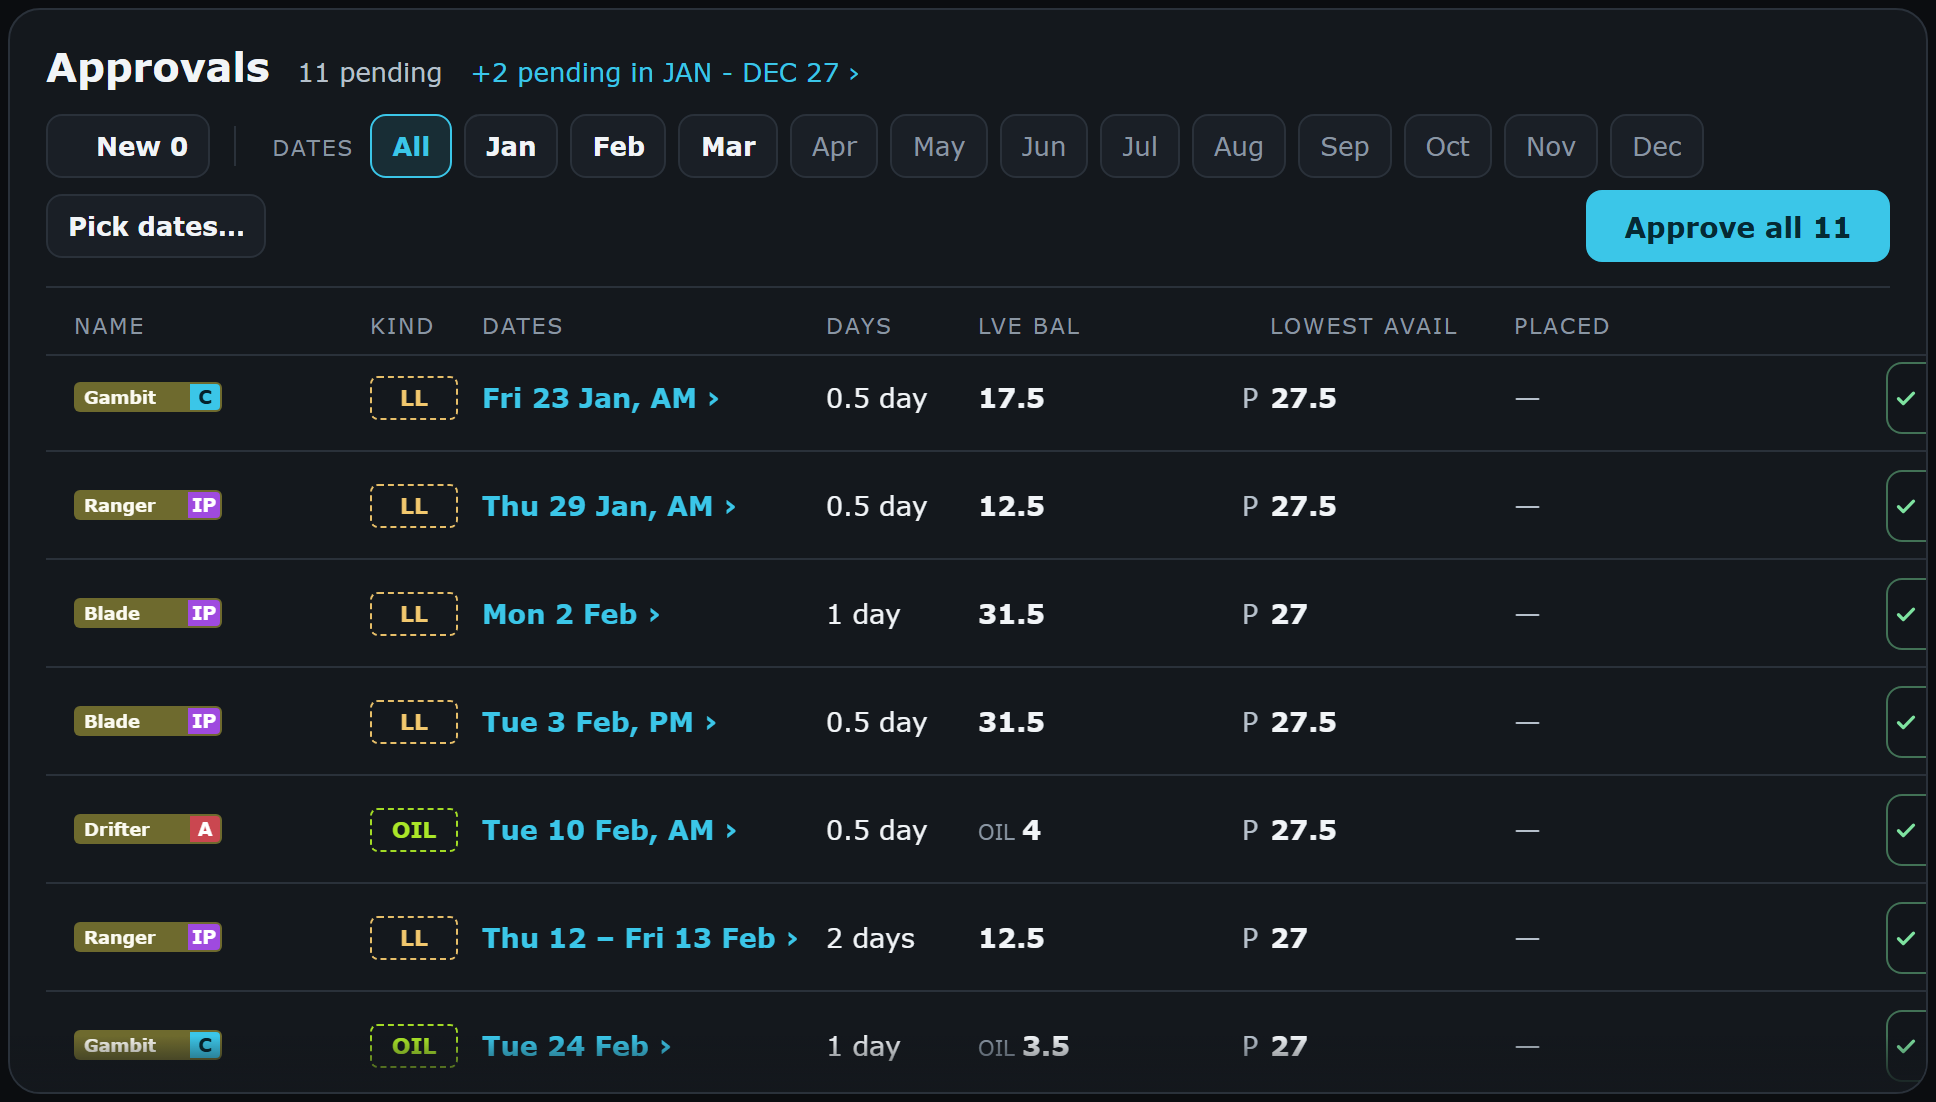 Approvals 11 pending +2 pending in JAN - DEC 27 ›
New 0 DATES All Jan Feb Mar Apr May Jun Jul Aug Sep Oct Nov Dec
Pick dates... Approve all 11
NAME KIND DATES DAYS LVE BAL LOWEST AVAIL PLACED
Gambit C LL Fri 23 Jan, AM › 0.5 day 17.5 P 27.5 —
Ranger IP LL Thu 29 Jan, AM › 0.5 day 12.5 P 27.5 —
Blade IP LL Mon 2 Feb › 1 day 31.5 P 27 —
Blade IP LL Tue 3 Feb, PM › 0.5 day 31.5 P 27.5 —
Drifter A OIL Tue 10 Feb, AM › 0.5 day OIL 4 P 27.5 —
Ranger IP LL Thu 12 – Fri 13 Feb › 2 days 12.5 P 27 —
Gambit C OIL Tue 24 Feb › 1 day OIL 3.5 P 27 —